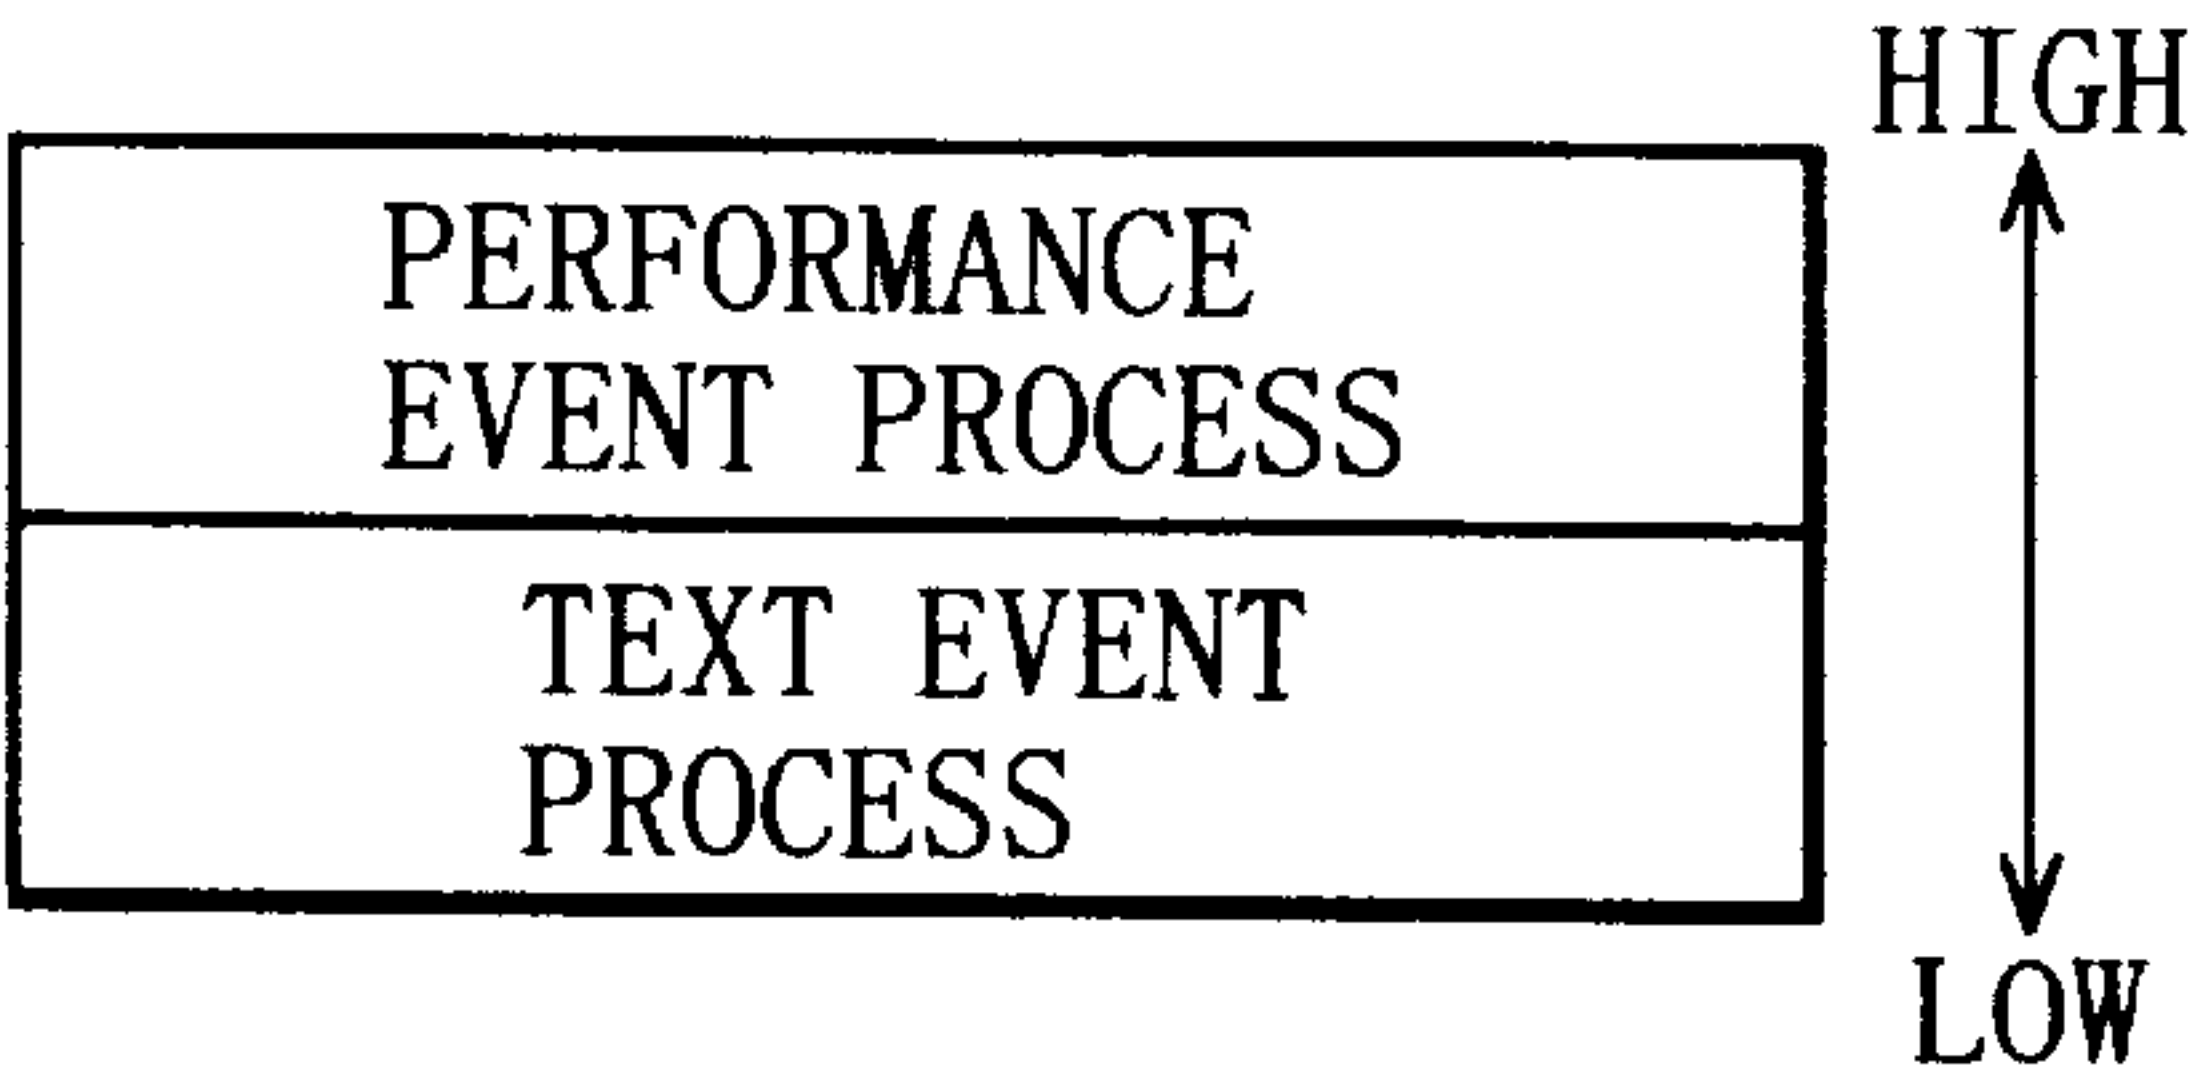 HIGH
PERFORMANCE
EVENT PROCESS
TEXT EVENT
PROCESS
LOW